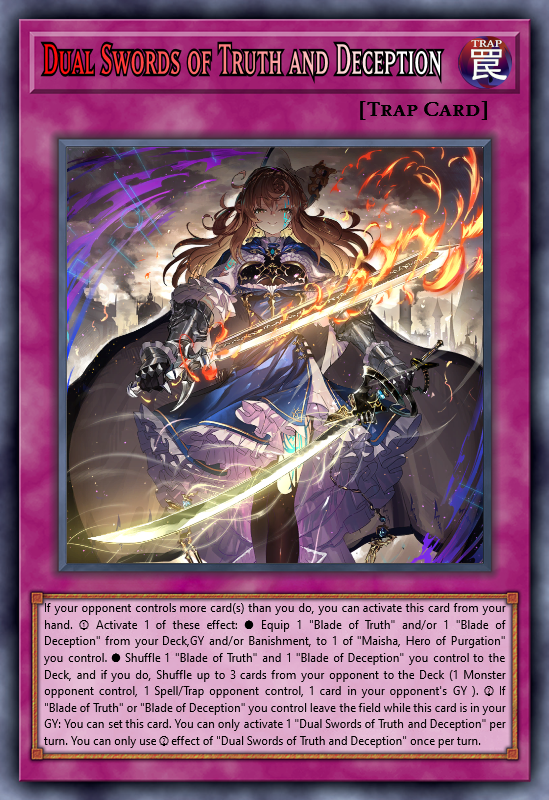 DUAL SWORDS OF TRUTH AND DECEPTION
TRAP
罠
[TRAP CARD]
If your opponent controls more card(s) than you do, you can activate this card from your
hand. ① Activate 1 of these effect: ● Equip 1 "Blade of Truth" and/or 1 "Blade of
Deception" from your Deck,GY and/or Banishment, to 1 of "Maisha, Hero of Purgation"
you control. ● Shuffle 1 "Blade of Truth" and 1 "Blade of Deception" you control to the
Deck, and if you do, Shuffle up to 3 cards from your opponent to the Deck (1 Monster
opponent control, 1 Spell/Trap opponent control, 1 card in your opponent's GY ). ② If
"Blade of Truth" or "Blade of Deception" you control leave the field while this card is in your
GY: You can set this card. You can only activate 1 "Dual Swords of Truth and Deception" per
turn. You can only use ② effect of "Dual Swords of Truth and Deception" once per turn.